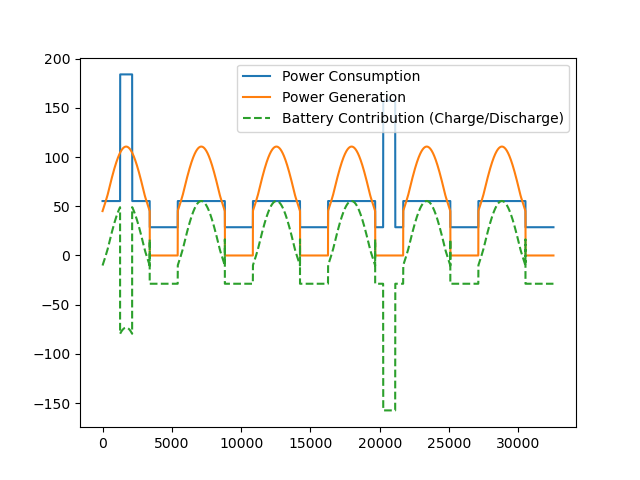 Power Consumption
Power Generation
Battery Contribution (Charge/Discharge)
200
150
100
50
0
−50
−100
−150
0 5000 10000 15000 20000 25000 30000